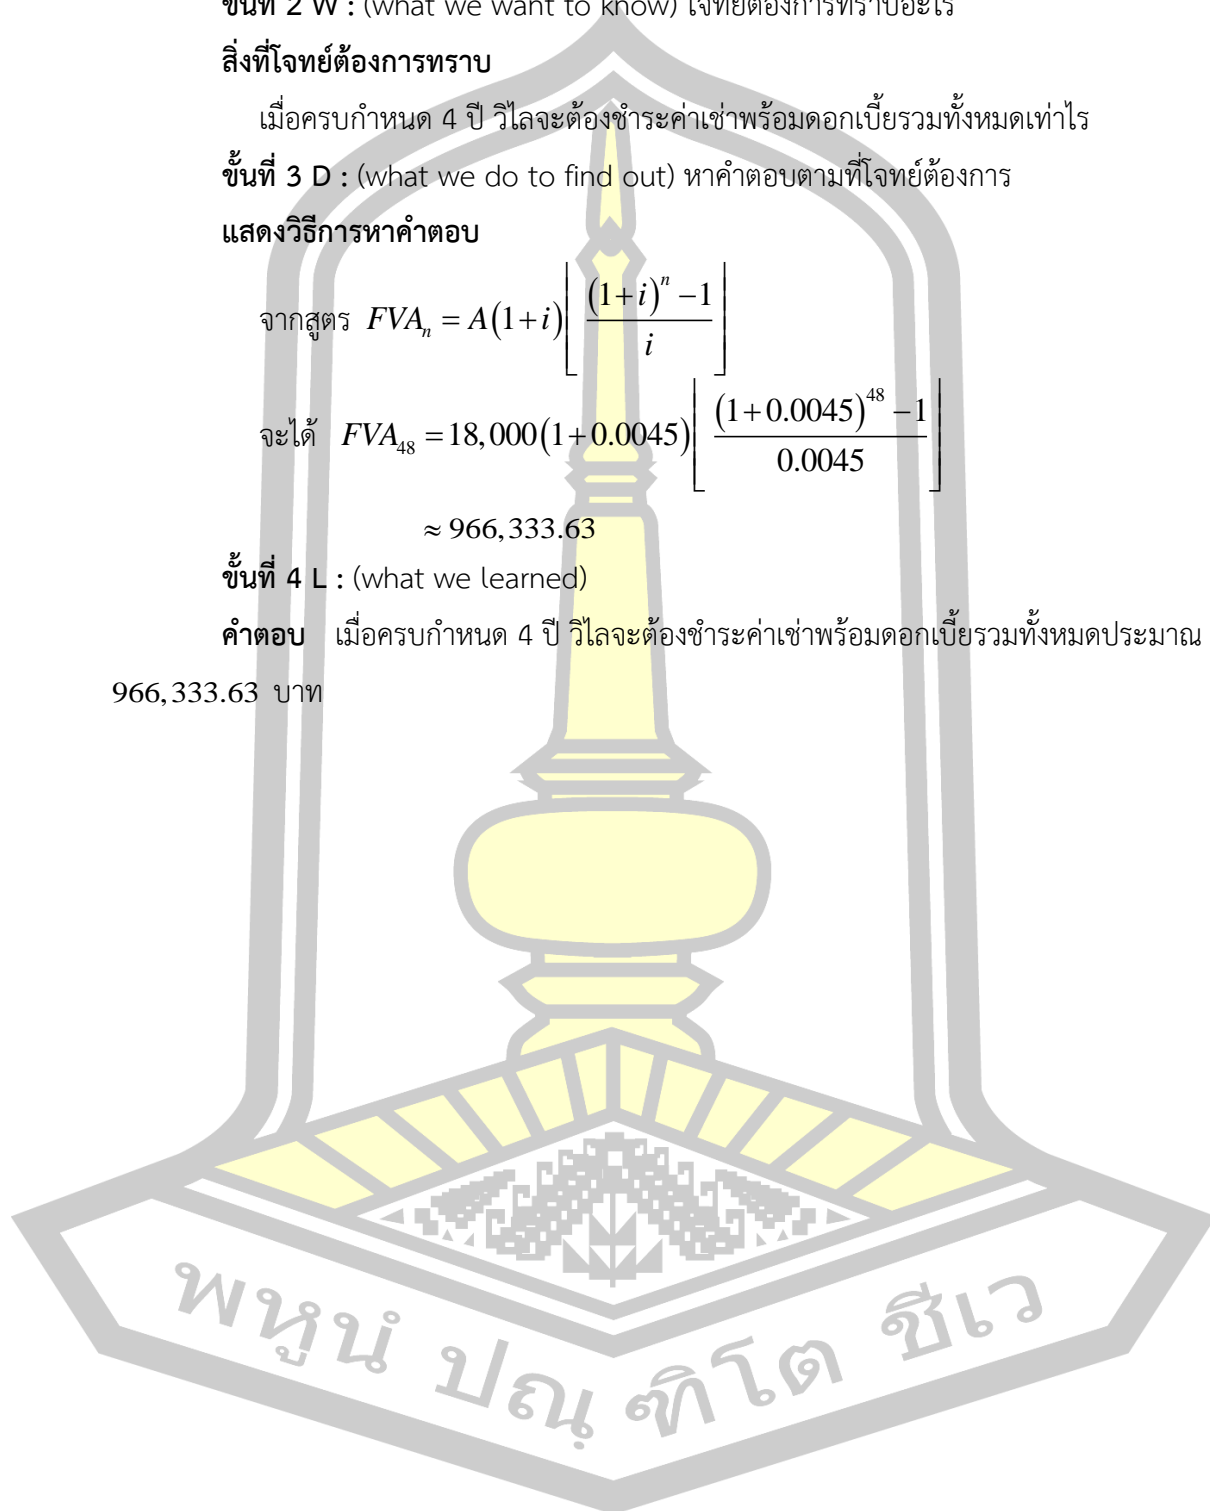 ขั้นที่ 2 W : (what we want to know) โจทย์ต้องการทราบอะไร
สิ่งที่โจทย์ต้องการทราบ
เมื่อครบกำหนด 4 ปี วิไลจะต้องชำระค่าเช่าพร้อมดอกเบี้ยรวมทั้งหมดเท่าไร
ขั้นที่ 3 D : (what we do to find out) หาคำตอบตามที่โจทย์ต้องการ
แสดงวิธีการหาคำตอบ
จากสูตร FVAₙ = A(1+i)⌊((1+i)ⁿ −1)/i⌋
จะได้ FVA₄₈ = 18,000(1+0.0045)⌊((1+0.0045)⁴⁸ −1)/0.0045⌋
≈ 966,333.63
ขั้นที่ 4 L : (what we learned)
คำตอบ เมื่อครบกำหนด 4 ปี วิไลจะต้องชำระค่าเช่าพร้อมดอกเบี้ยรวมทั้งหมดประมาณ
966,333.63 บาท
พหูนํ ปณฺฑิโต ชีเว